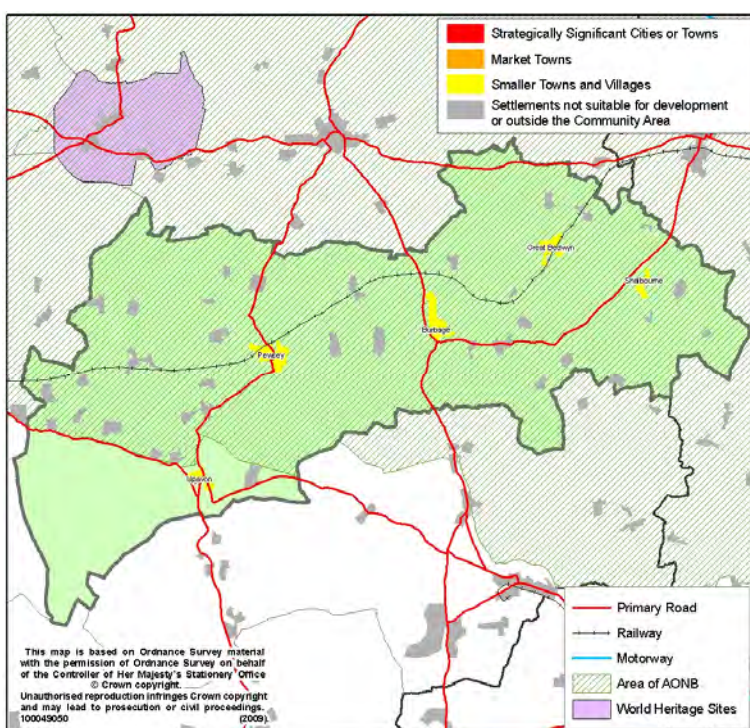 Strategically Significant Cities or Towns
Market Towns
Smaller Towns and Villages
Settlements not suitable for development
or outside the Community Area
Great Bedwyn
Shalbourne
Burbage
Pewsey
Upavon
Primary Road
Railway
Motorway
Area of AONB
World Heritage Sites
This map is based on Ordnance Survey material
with the permission of Ordnance Survey on behalf
of the Controller of Her Majesty's Stationery Office
© Crown copyright.
Unauthorised reproduction infringes Crown copyright
and may lead to prosecution or civil proceedings.
100049050 (2009)